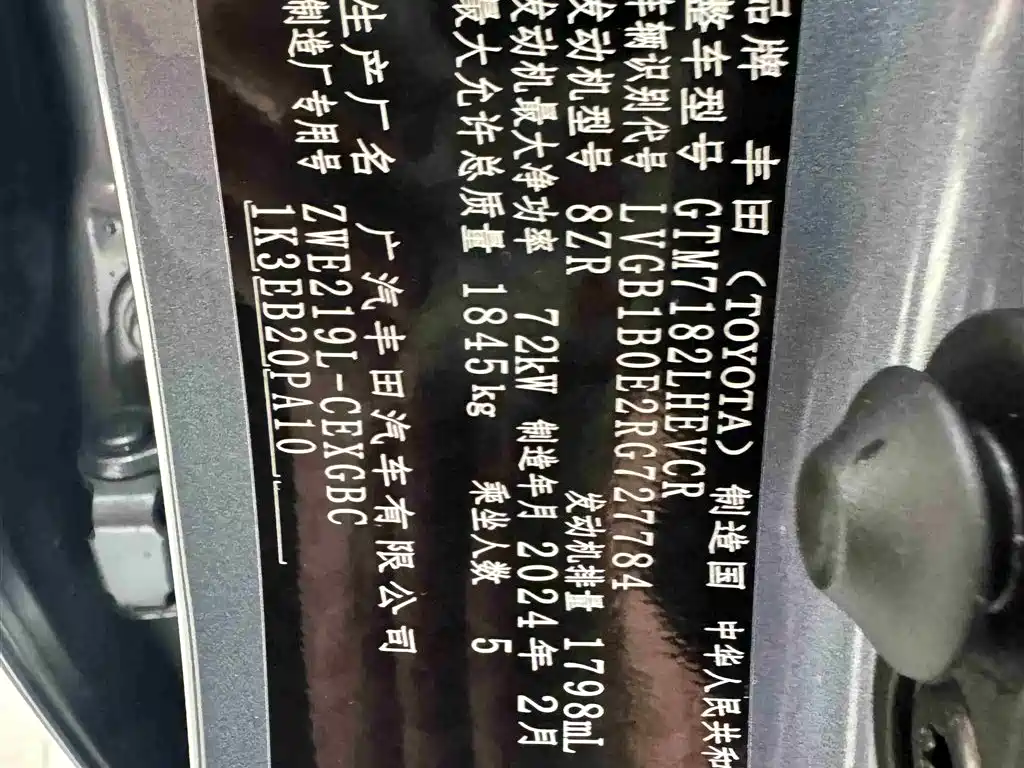 品牌 丰田 (TOYOTA) 制造国 中华人民共和
整车型号 GTM7182LHEVCR
车辆识别代号 LVGB1B0E2RG727784
发动机型号 8ZR 发动机排量 1798mL
发动机最大净功率 72kW 制造年月 2024年 2月
最大允许总质量 1845kg 乘坐人数 5
生产厂名 广汽丰田汽车有限公司
制造厂专用号 ZWE219L-CEXGBC
1K3EB20PA10